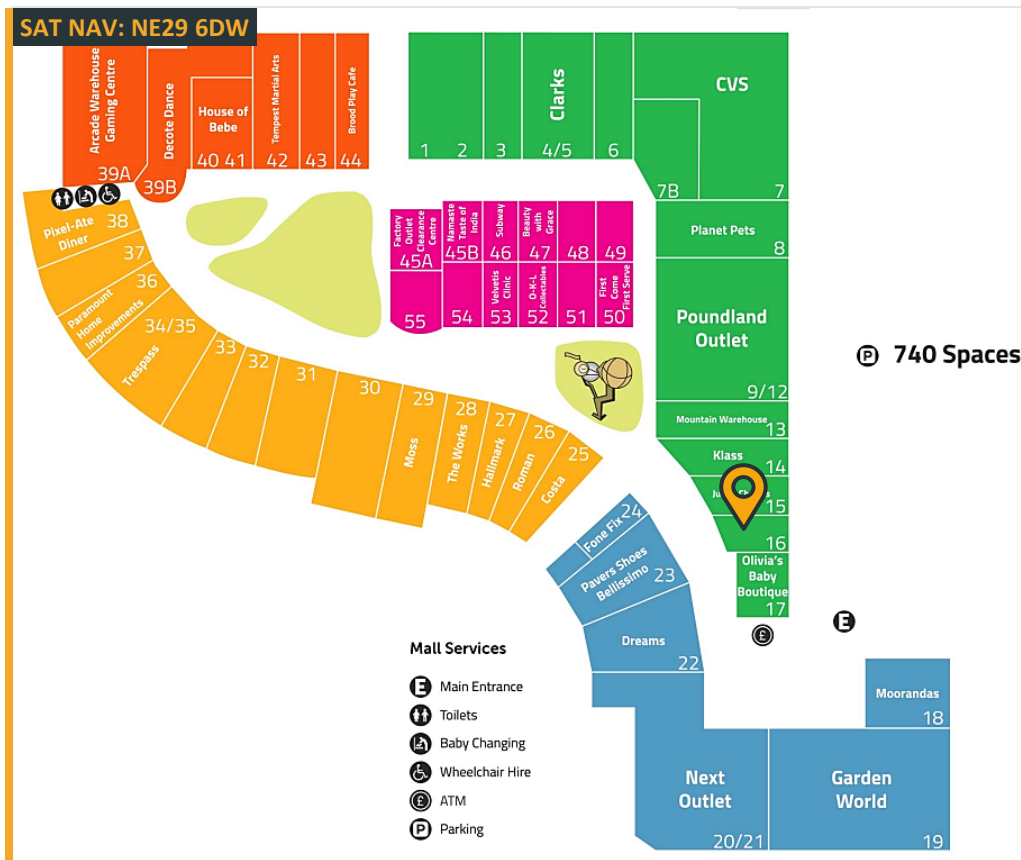 SAT NAV: NE29 6DW
Arcade Warehouse
Gaming Centre
39A
Decote Dance
39B
House of
Bebe
40 41
Tempest Martial Arts
42
43
Brood Play Cafe
44
1
2
3
Clarks
4/5
6
7B
CVS
7
Planet Pets
8
Poundland
Outlet
9/12
Mountain Warehouse
13
Klass
14
15
16
Olivia's
Baby
Boutique
17
P 740 Spaces
Factory
Outlet
Clearance
Centre
45A
Namaste
Taste of
India
45B
Subway
46
Beauty
with
Grace
47
48
49
55
54
Velvetis
Clinic
53
O-K-L
Collectables
52
51
First
Come
First Serve
50
Pixel-Ate
Diner
38
37
36
Paramount
Home
Improvements
34/35
Trespass
33
32
31
30
29
Moss
28
The Works
27
Hallmark
26
Roman
25
Costa
Fone Fix
24
Pavers Shoes
Bellissimo
23
Dreams
22
£
E
Moorandas
18
Next
Outlet
20/21
Garden
World
19
Mall Services
E Main Entrance
Toilets
Baby Changing
Wheelchair Hire
£ ATM
P Parking